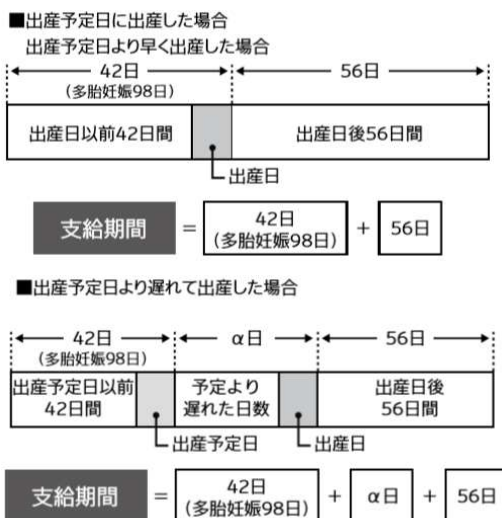 ■出産予定日に出産した場合
出産予定日より早く出産した場合
42日
(多胎妊娠98日)
56日
出産日以前42日間
出産日後56日間
出産日
支給期間 = 42日
(多胎妊娠98日) + 56日
■出産予定日より遅れて出産した場合
42日
(多胎妊娠98日)
α日
56日
出産予定日以前
42日間
予定より
遅れた日数
出産日後
56日間
出産予定日
出産日
支給期間 = 42日
(多胎妊娠98日) + α日 + 56日